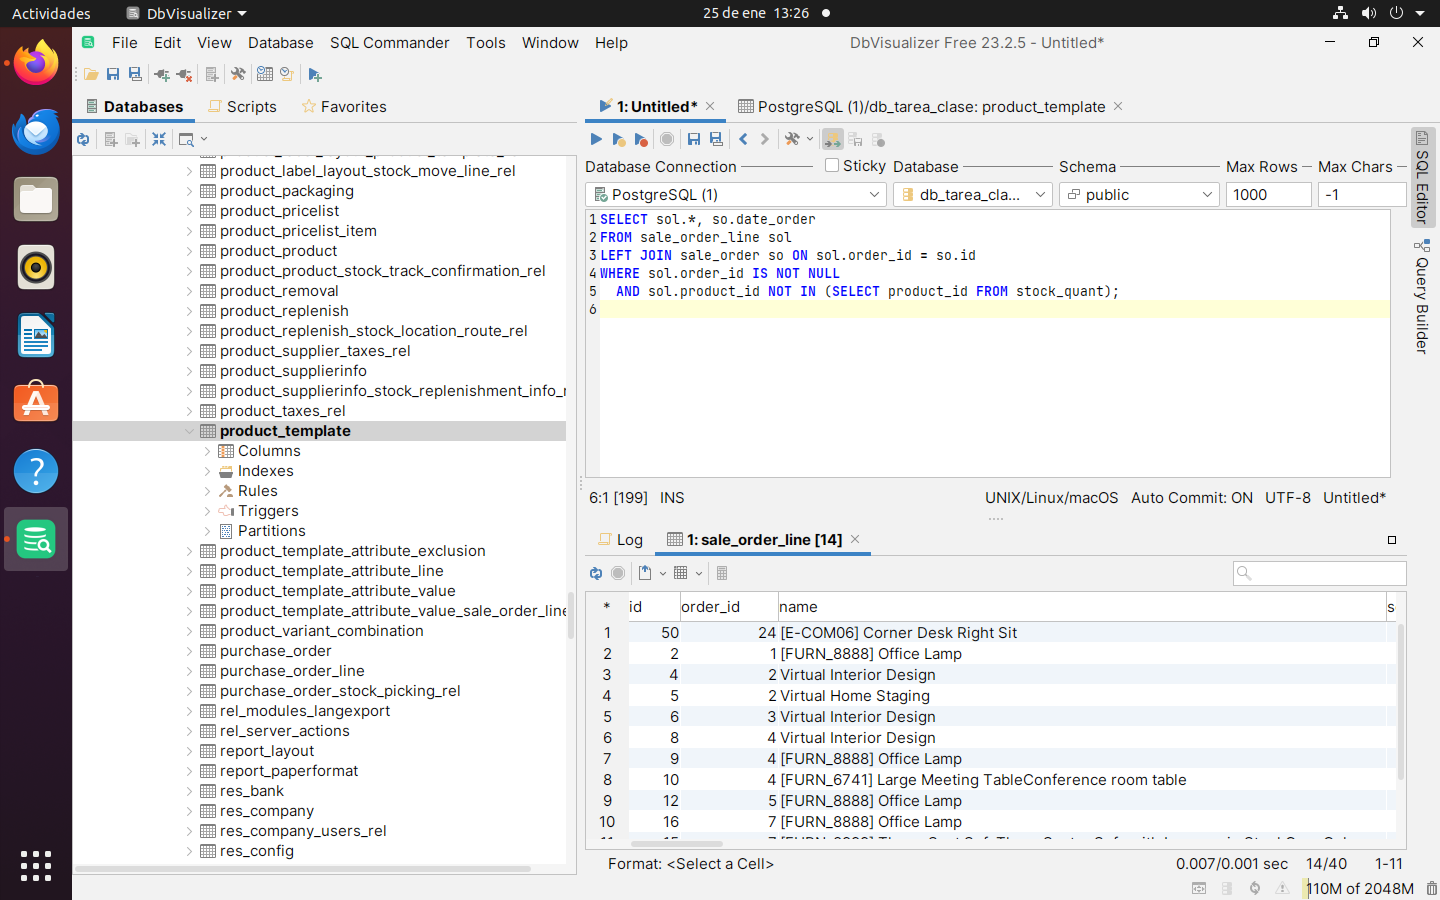 Actividades
DbVisualizer
25 de ene 13:26
File Edit View Database SQL Commander Tools Window Help
DbVisualizer Free 23.2.5 - Untitled*
Databases Scripts Favorites
product_label_layout_stock_move_line_rel
product_packaging
product_pricelist
product_pricelist_item
product_product
product_product_stock_track_confirmation_rel
product_removal
product_replenish
product_replenish_stock_location_route_rel
product_supplier_taxes_rel
product_supplierinfo
product_supplierinfo_stock_replenishment_info_r
product_taxes_rel
product_template
Columns
Indexes
Rules
Triggers
Partitions
product_template_attribute_exclusion
product_template_attribute_line
product_template_attribute_value
product_template_attribute_value_sale_order_line
product_variant_combination
purchase_order
purchase_order_line
purchase_order_stock_picking_rel
rel_modules_langexport
rel_server_actions
report_layout
report_paperformat
res_bank
res_company
res_company_users_rel
res_config
1: Untitled* PostgreSQL (1)/db_tarea_clase: product_template
Database Connection Sticky Database Schema Max Rows Max Chars
PostgreSQL (1) db_tarea_cla... public 1000 -1
1 SELECT sol.*, so.date_order
2 FROM sale_order_line sol
3 LEFT JOIN sale_order so ON sol.order_id = so.id
4 WHERE sol.order_id IS NOT NULL
5 AND sol.product_id NOT IN (SELECT product_id FROM stock_quant);
6
SQL Editor
Query Builder
6:1 [199] INS UNIX/Linux/macOS Auto Commit: ON UTF-8 Untitled*
Log 1: sale_order_line [14]
* id order_id name s
1 50 24 [E-COM06] Corner Desk Right Sit
2 2 1 [FURN_8888] Office Lamp
3 4 2 Virtual Interior Design
4 5 2 Virtual Home Staging
5 6 3 Virtual Interior Design
6 8 4 Virtual Interior Design
7 9 4 [FURN_8888] Office Lamp
8 10 4 [FURN_6741] Large Meeting TableConference room table
9 12 5 [FURN_8888] Office Lamp
10 16 7 [FURN_8888] Office Lamp
Format: <Select a Cell> 0.007/0.001 sec 14/40 1-11
110M of 2048M